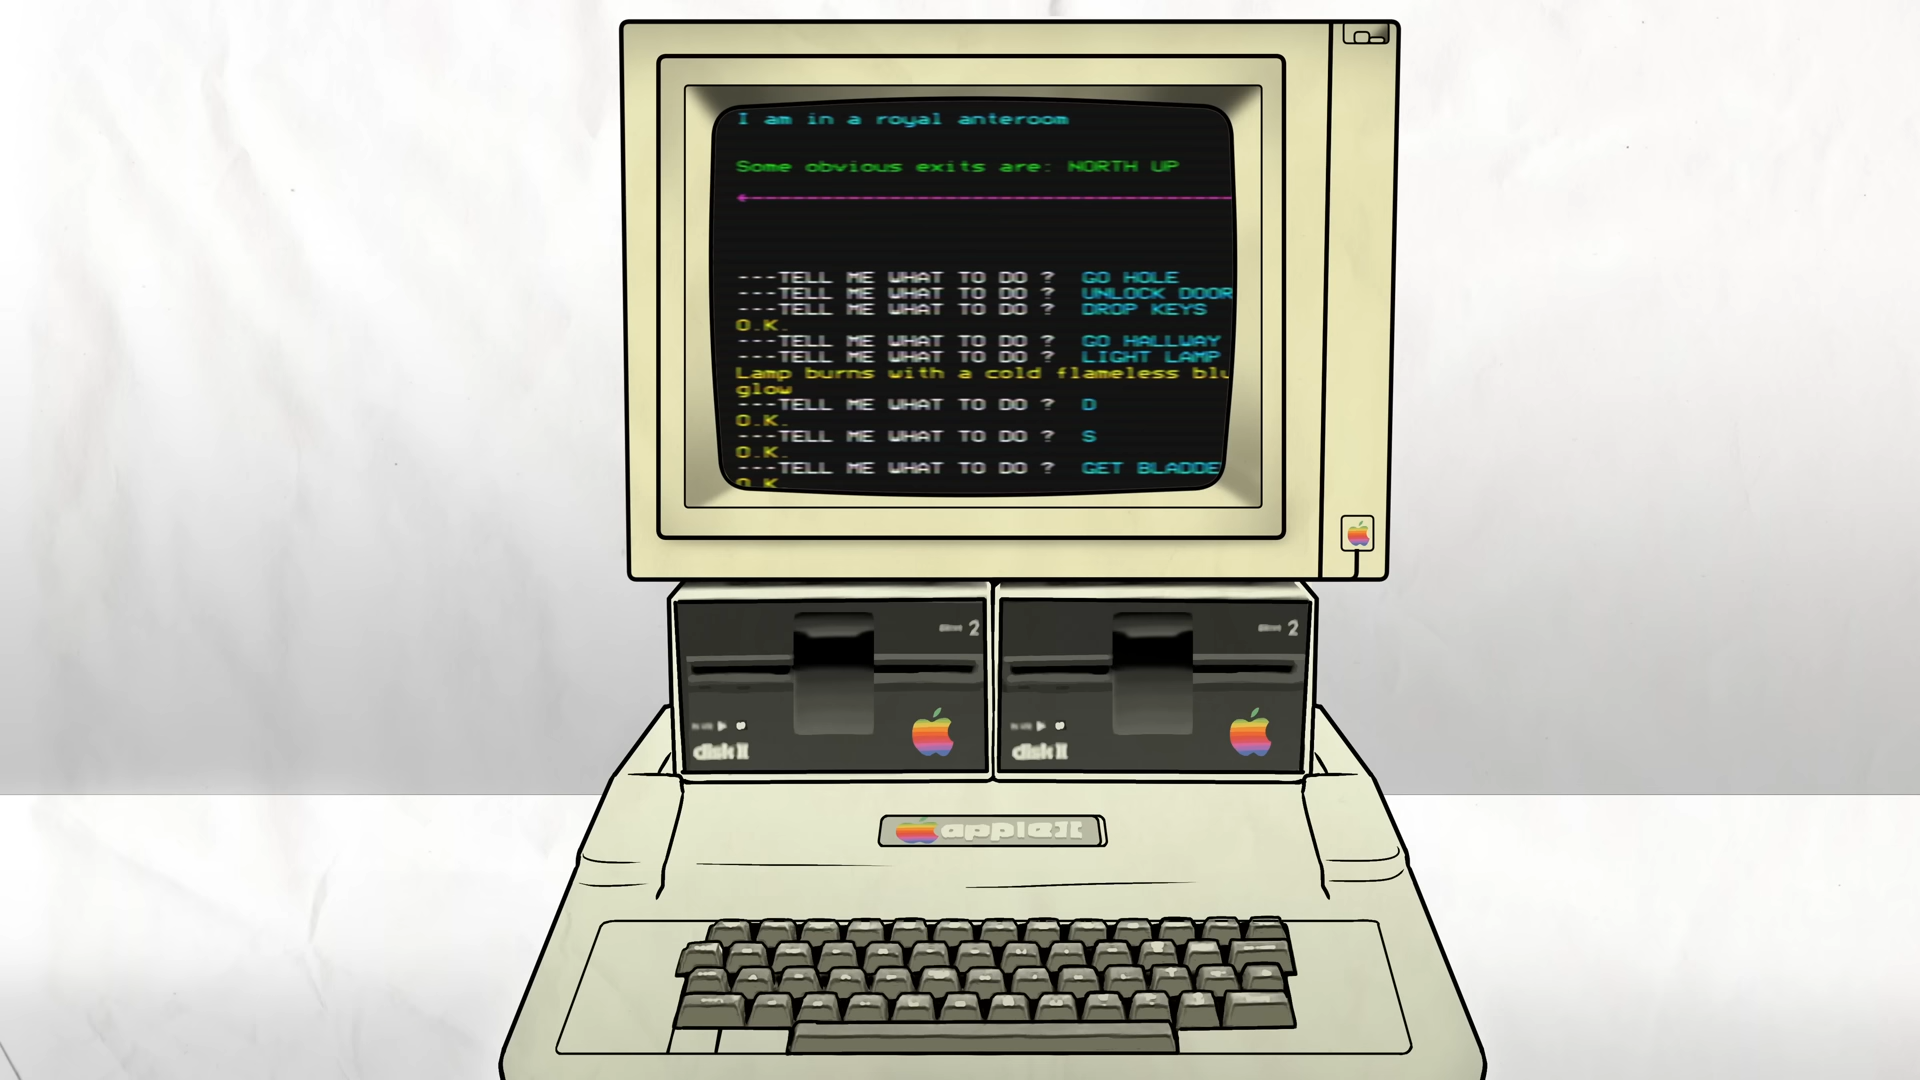 I am in a royal anteroom
Some obvious exits are: NORTH UP
---TELL ME WHAT TO DO ? GO HOLE
---TELL ME WHAT TO DO ? UNLOCK DOOR
---TELL ME WHAT TO DO ? DROP KEYS
O.K.
---TELL ME WHAT TO DO ? GO HALLWAY
---TELL ME WHAT TO DO ? LIGHT LAMP
Lamp burns with a cold flameless blu
glow
---TELL ME WHAT TO DO ? D
O.K.
---TELL ME WHAT TO DO ? S
O.K.
---TELL ME WHAT TO DO ? GET BLADDE
O.K.
2
2
disk II
disk II
apple ][